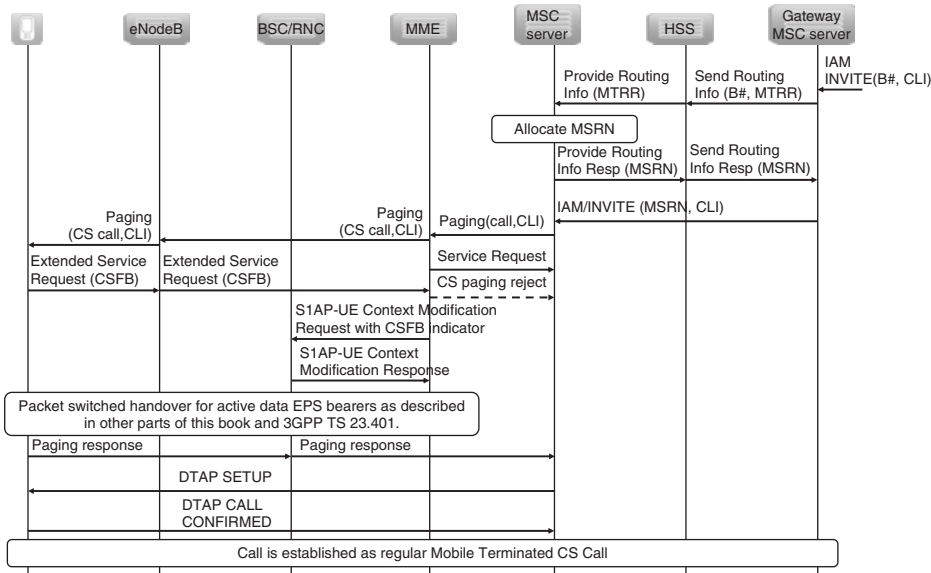 eNodeB
BSC/RNC
MME
MSC
server
HSS
Gateway
MSC server
IAM
INVITE(B#, CLI)
Provide Routing
Info (MTRR)
Send Routing
Info (B#, MTRR)
Allocate MSRN
Provide Routing
Info Resp (MSRN)
Send Routing
Info Resp (MSRN)
IAM/INVITE (MSRN, CLI)
Paging
(CS call,CLI)
Paging
(CS call,CLI)
Paging(call,CLI)
Extended Service
Request (CSFB)
Extended Service
Request (CSFB)
Service Request
CS paging reject
S1AP-UE Context Modification
Request with CSFB indicator
S1AP-UE Context
Modification Response
Packet switched handover for active data EPS bearers as described
in other parts of this book and 3GPP TS 23.401.
Paging response
Paging response
DTAP SETUP
DTAP CALL
CONFIRMED
Call is established as regular Mobile Terminated CS Call